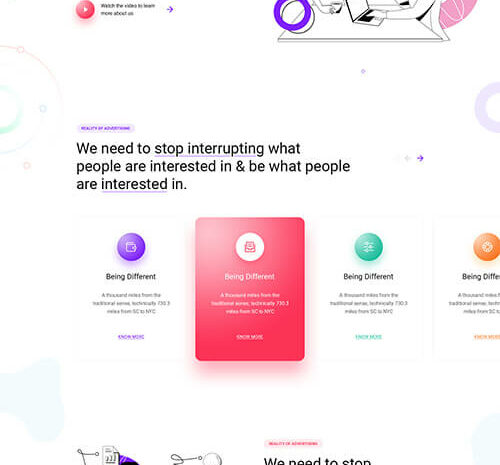 Watch the video to learn
more about us
REALITY OF ADVERTISING
We need to stop interrupting what
people are interested in & be what people
are interested in.
Being Different
A thousand miles from the
traditional sense, technically 730.3
miles from SC to NYC
KNOW MORE
Being Different
A thousand miles from the
traditional sense, technically 730.3
miles from SC to NYC
KNOW MORE
Being Different
A thousand miles from the
traditional sense, technically 730.3
miles from SC to NYC
KNOW MORE
Being Differe
A thousand miles fro
traditional sense, technic
miles from SC to N
KNOW MORE
REALITY OF ADVERTISING
We need to stop